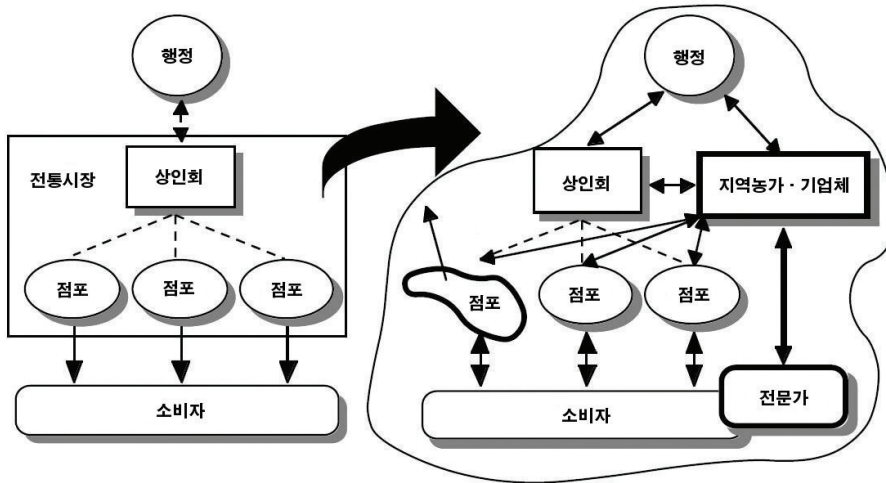 행정
전통시장
상인회
점포
점포
점포
소비자
행정
상인회
지역농가 · 기업체
점포
점포
점포
소비자
전문가